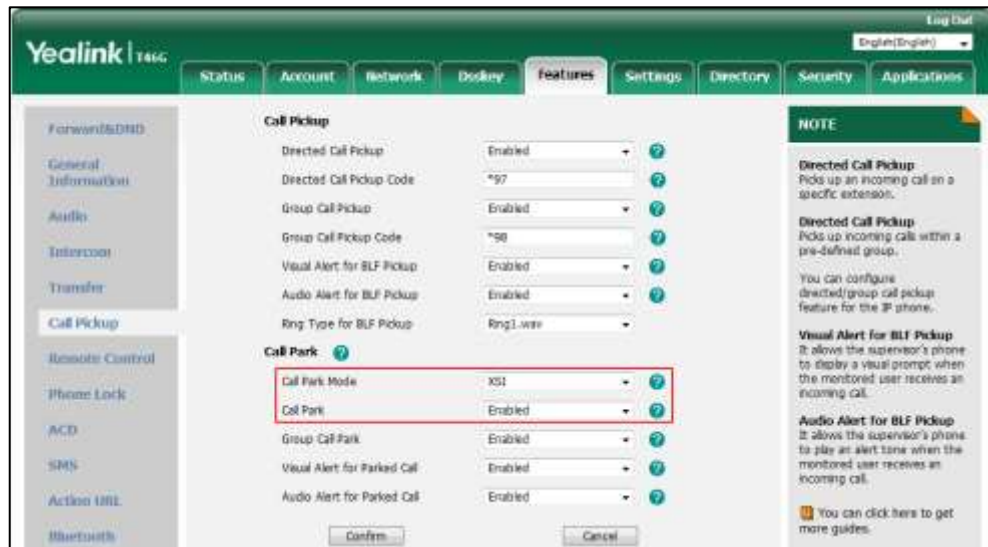 Log Out
English(English)
Yealink T46G
Status Account Network Dsskey Features Settings Directory Security Applications
Forward&DND
General
Information
Audio
Intercom
Transfer
Call Pickup
Remote Control
Phone Lock
ACD
SMS
Action URL
Bluetooth
Call Pickup
Directed Call Pickup Enabled
Directed Call Pickup Code *97
Group Call Pickup Enabled
Group Call Pickup Code *98
Visual Alert for BLF Pickup Enabled
Audio Alert for BLF Pickup Enabled
Ring Type for BLF Pickup Ring1.wav
Call Park
Call Park Mode XSI
Call Park Enabled
Group Call Park Enabled
Visual Alert for Parked Call Enabled
Audio Alert for Parked Call Enabled
Confirm Cancel
NOTE
Directed Call Pickup
Picks up an incoming call on a
specific extension.
Directed Call Pickup
Picks up incoming calls within a
pre-defined group.
You can configure
directed/group call pickup
feature for the IP phone.
Visual Alert for BLF Pickup
It allows the supervisor's phone
to display a visual prompt when
the monitored user receives an
incoming call.
Audio Alert for BLF Pickup
It allows the supervisor's phone
to play an alert tone when the
monitored user receives an
incoming call.
You can click here to get
more guides.